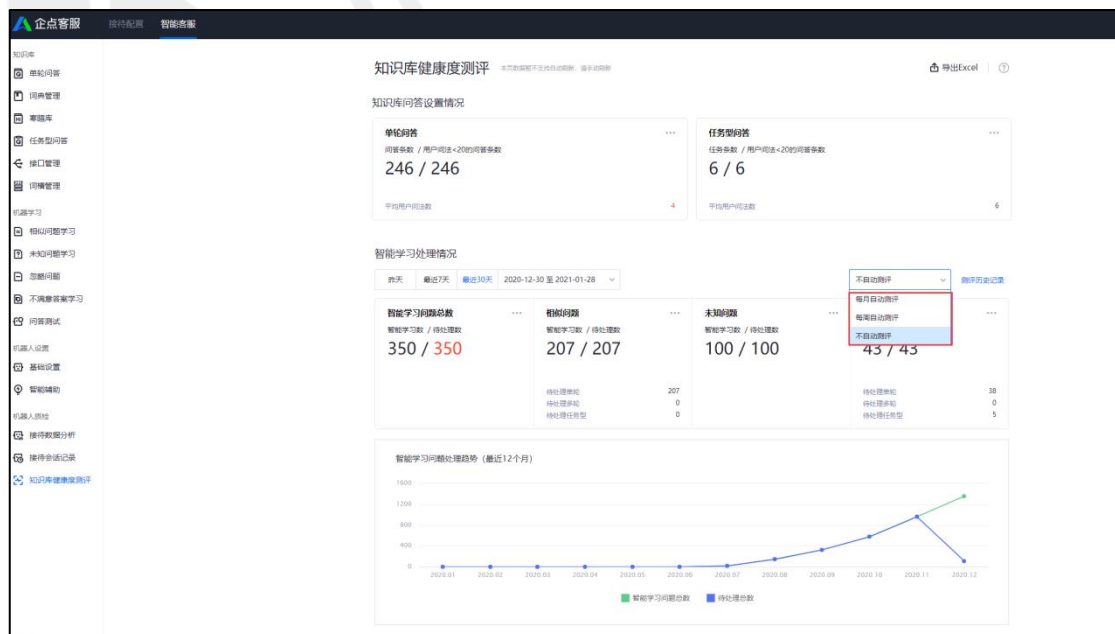 企点客服 接待配置 智能客服
知识库
单轮问答
词典管理
寒暄库
任务型问答
接口管理
词槽管理
机器学习
相似问题学习
未知问题学习
忽略问题
不满意答案学习
问答测试
机器人设置
基础设置
智能辅助
机器人质检
接待数据分析
接待会话记录
知识库健康度测评
知识库健康度测评 本页数据暂不支持自动刷新，请手动刷新 导出Excel
知识库问答设置情况
单轮问答 ···
问答条数 / 用户问法<20的问答条数
246 / 246
平均用户问法数 4
任务型问答 ···
任务条数 / 用户问法<20的问答条数
6 / 6
平均用户问法数 6
智能学习处理情况
昨天 最近7天 最近30天 2020-12-30 至 2021-01-28 不自动测评 测评历史记录
每月自动测评
每周自动测评
不自动测评
智能学习问题总数 ···
智能学习数 / 待处理数
350 / 350
相似问题 ···
智能学习数 / 待处理数
207 / 207
待处理单轮 207
待处理多轮 0
待处理任务型 0
未知问题 ···
智能学习数 / 待处理数
100 / 100
···
43 / 43
待处理单轮 38
待处理多轮 0
待处理任务型 5
智能学习问题处理趋势（最近12个月）
1600
1200
800
400
0
2020.01 2020.02 2020.03 2020.04 2020.05 2020.06 2020.07 2020.08 2020.09 2020.10 2020.11 2020.12
智能学习问题总数 待处理总数